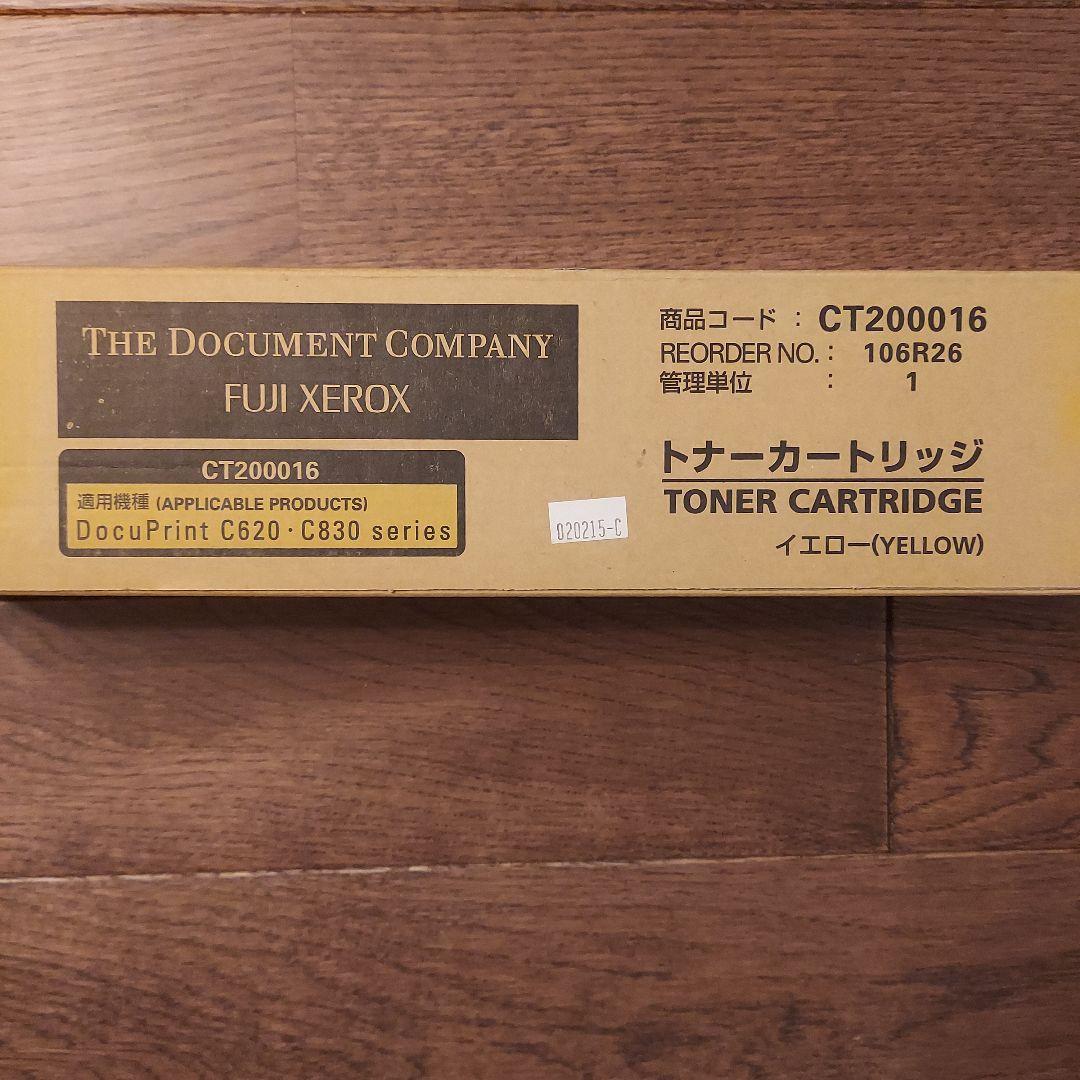 THE DOCUMENT COMPANY
FUJI XEROX
CT200016
適用機種 (APPLICABLE PRODUCTS)
DocuPrint C620・C830 series
020215-C
商品コード : CT200016
REORDER NO. : 106R26
管理単位 : 1
トナーカートリッジ
TONER CARTRIDGE
イエロー(YELLOW)